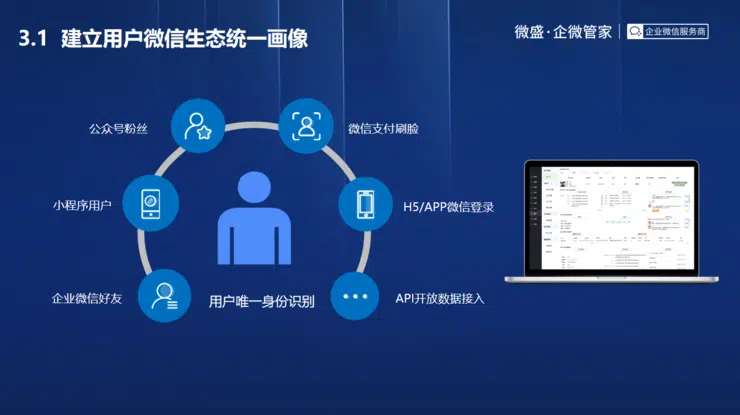 3.1 建立用户微信生态统一画像
微盛·企微管家
企业微信服务商
公众号粉丝
微信支付刷脸
小程序用户
H5/APP微信登录
企业微信好友
用户唯一身份识别
API开放数据接入